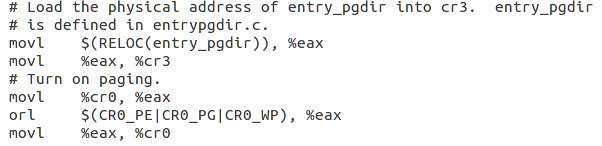 # Load the physical address of entry_pgdir into cr3.  entry_pgdir
# is defined in entrypgdir.c.
movl    $(RELOC(entry_pgdir)), %eax
movl    %eax, %cr3
# Turn on paging.
movl    %cr0, %eax
orl     $(CR0_PE|CR0_PG|CR0_WP), %eax
movl    %eax, %cr0